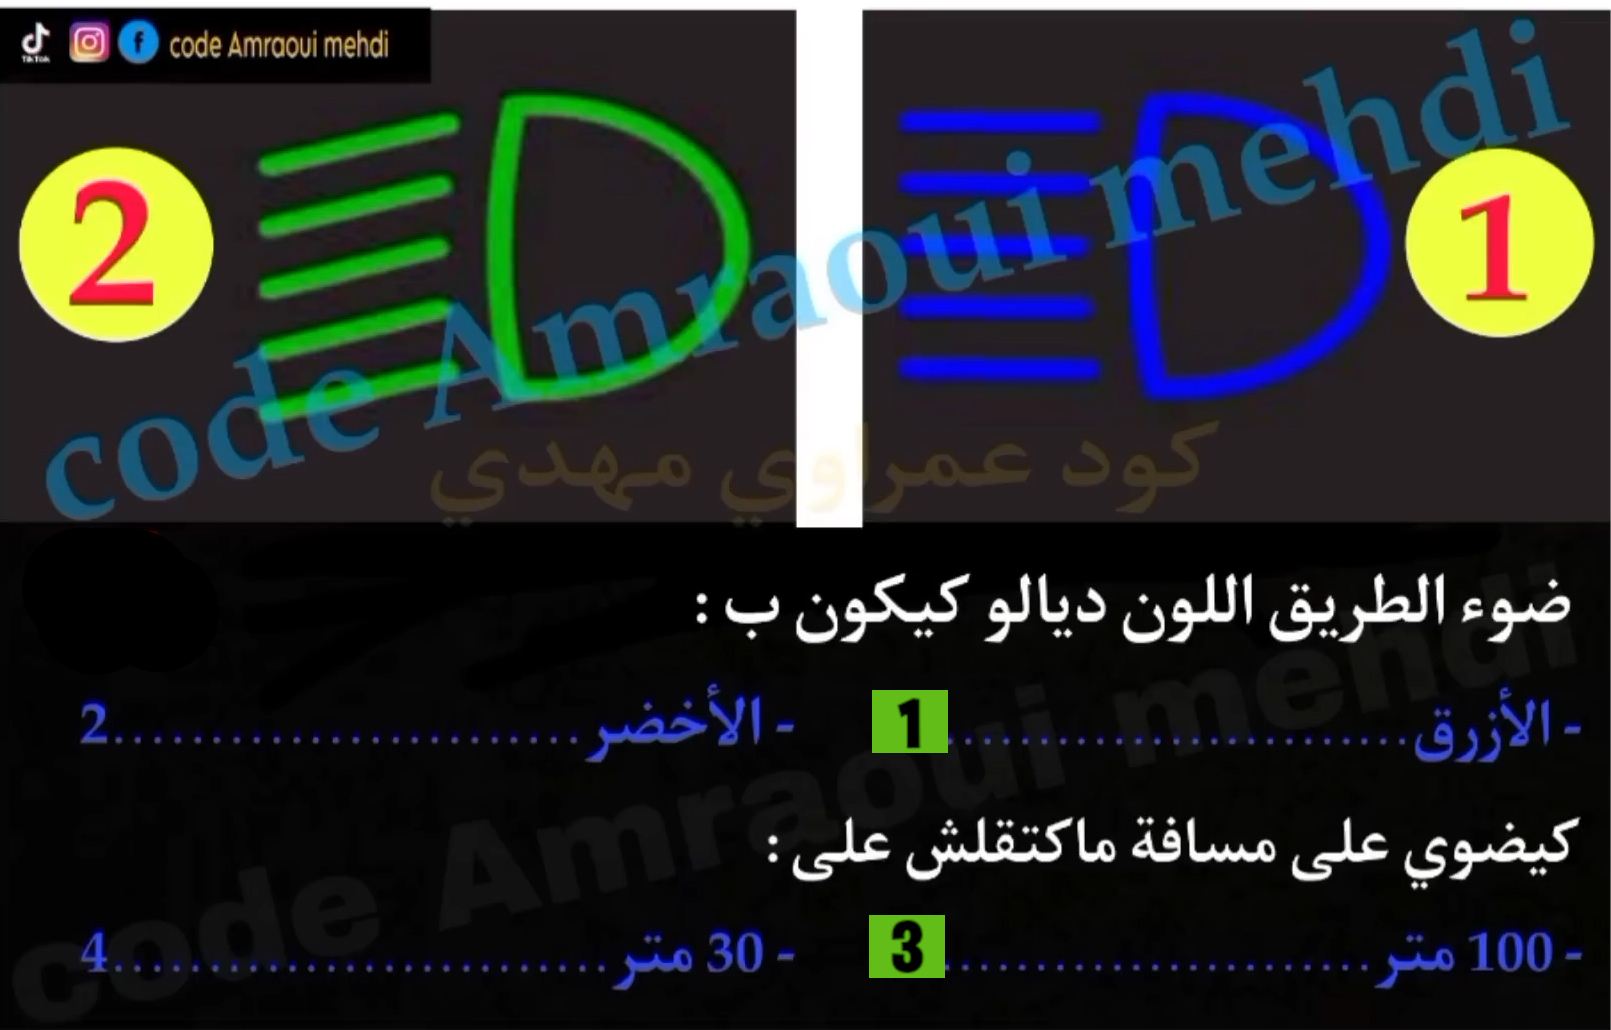 TikTok code Amraoui mehdi
2
1
code Amraoui mehdi
كود عمراوي مهدي
ضوء الطريق اللون ديالو كيكون ب :
- الأزرق........................ 1 - الأخضر........................2
كيضوي على مسافة ماكتقلش على :
- 100 متر...................... 3 - 30 متر.........................4
code Amraoui mehdi